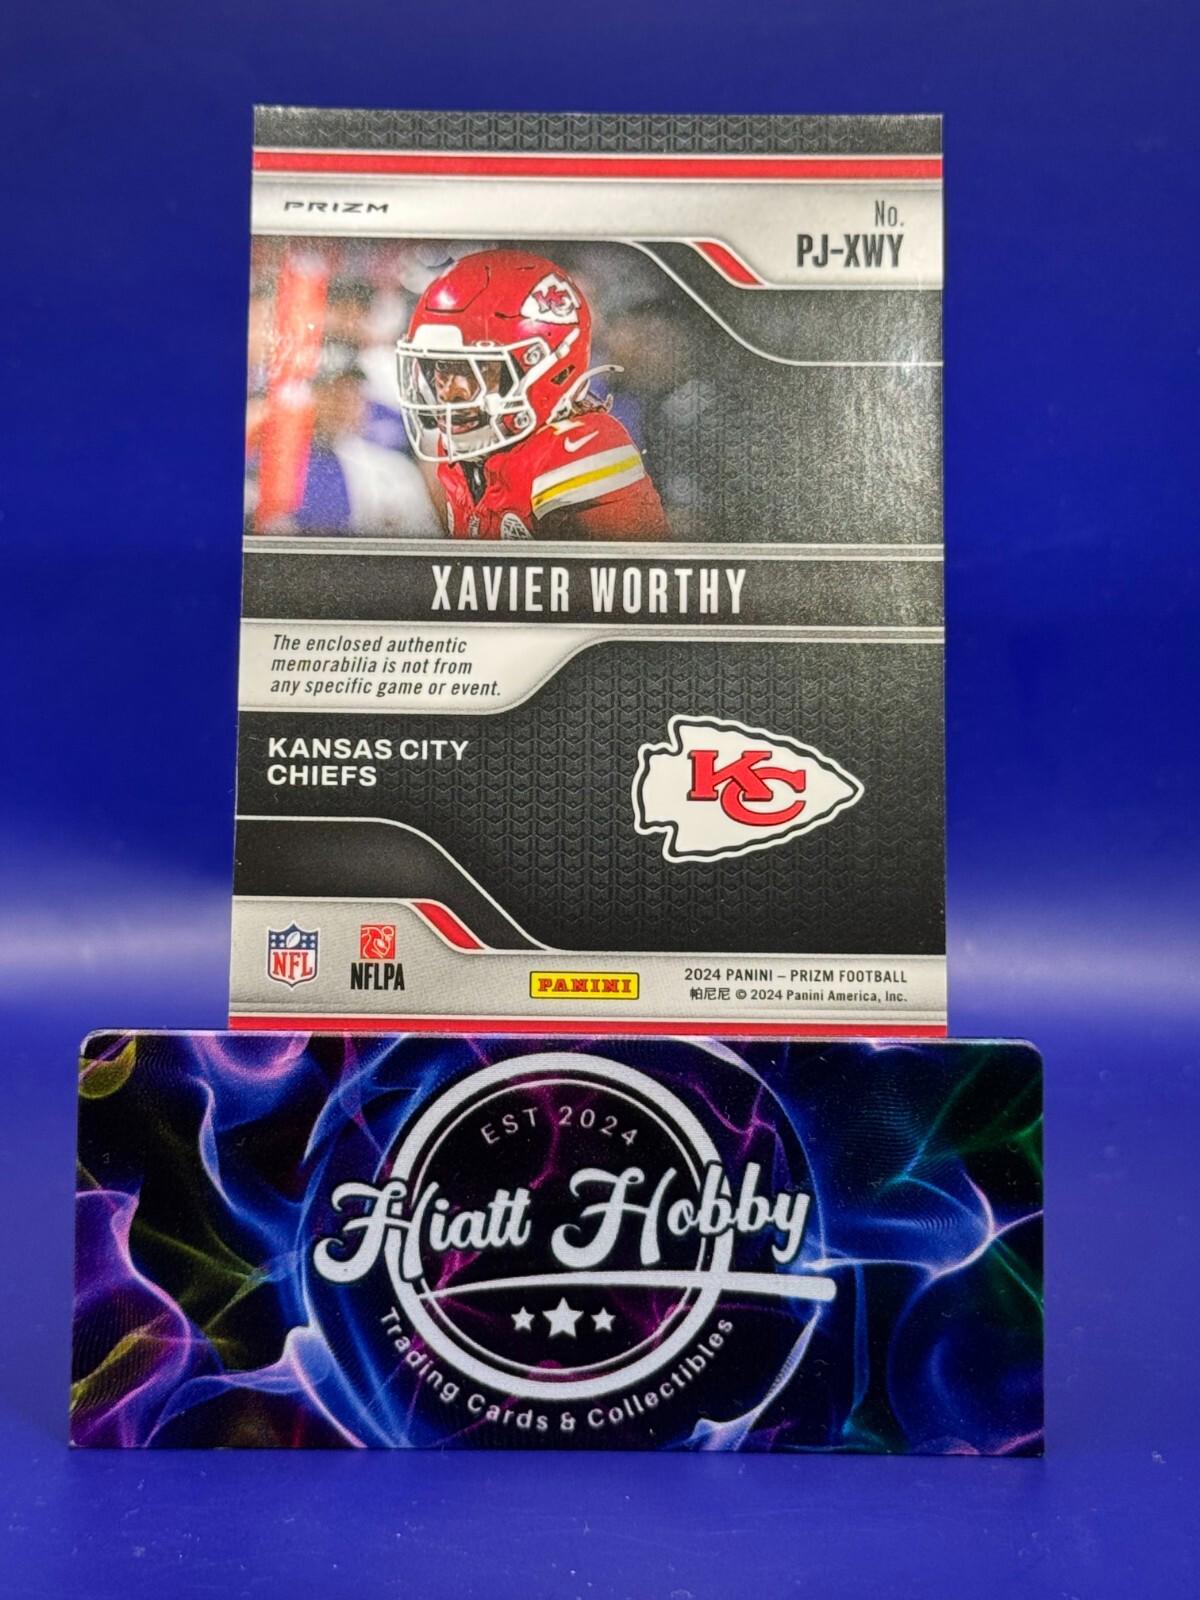 PRIZM
No.
PJ-XWY
KC
XAVIER WORTHY
The enclosed authentic
memorabilia is not from
any specific game or event.
KANSAS CITY
CHIEFS
KC
NFL
NFLPA
PANINI
2024 PANINI – PRIZM FOOTBALL
帕尼尼 © 2024 Panini America, Inc.
EST 2024
Hiatt Hobby
Trading Cards & Collectibles